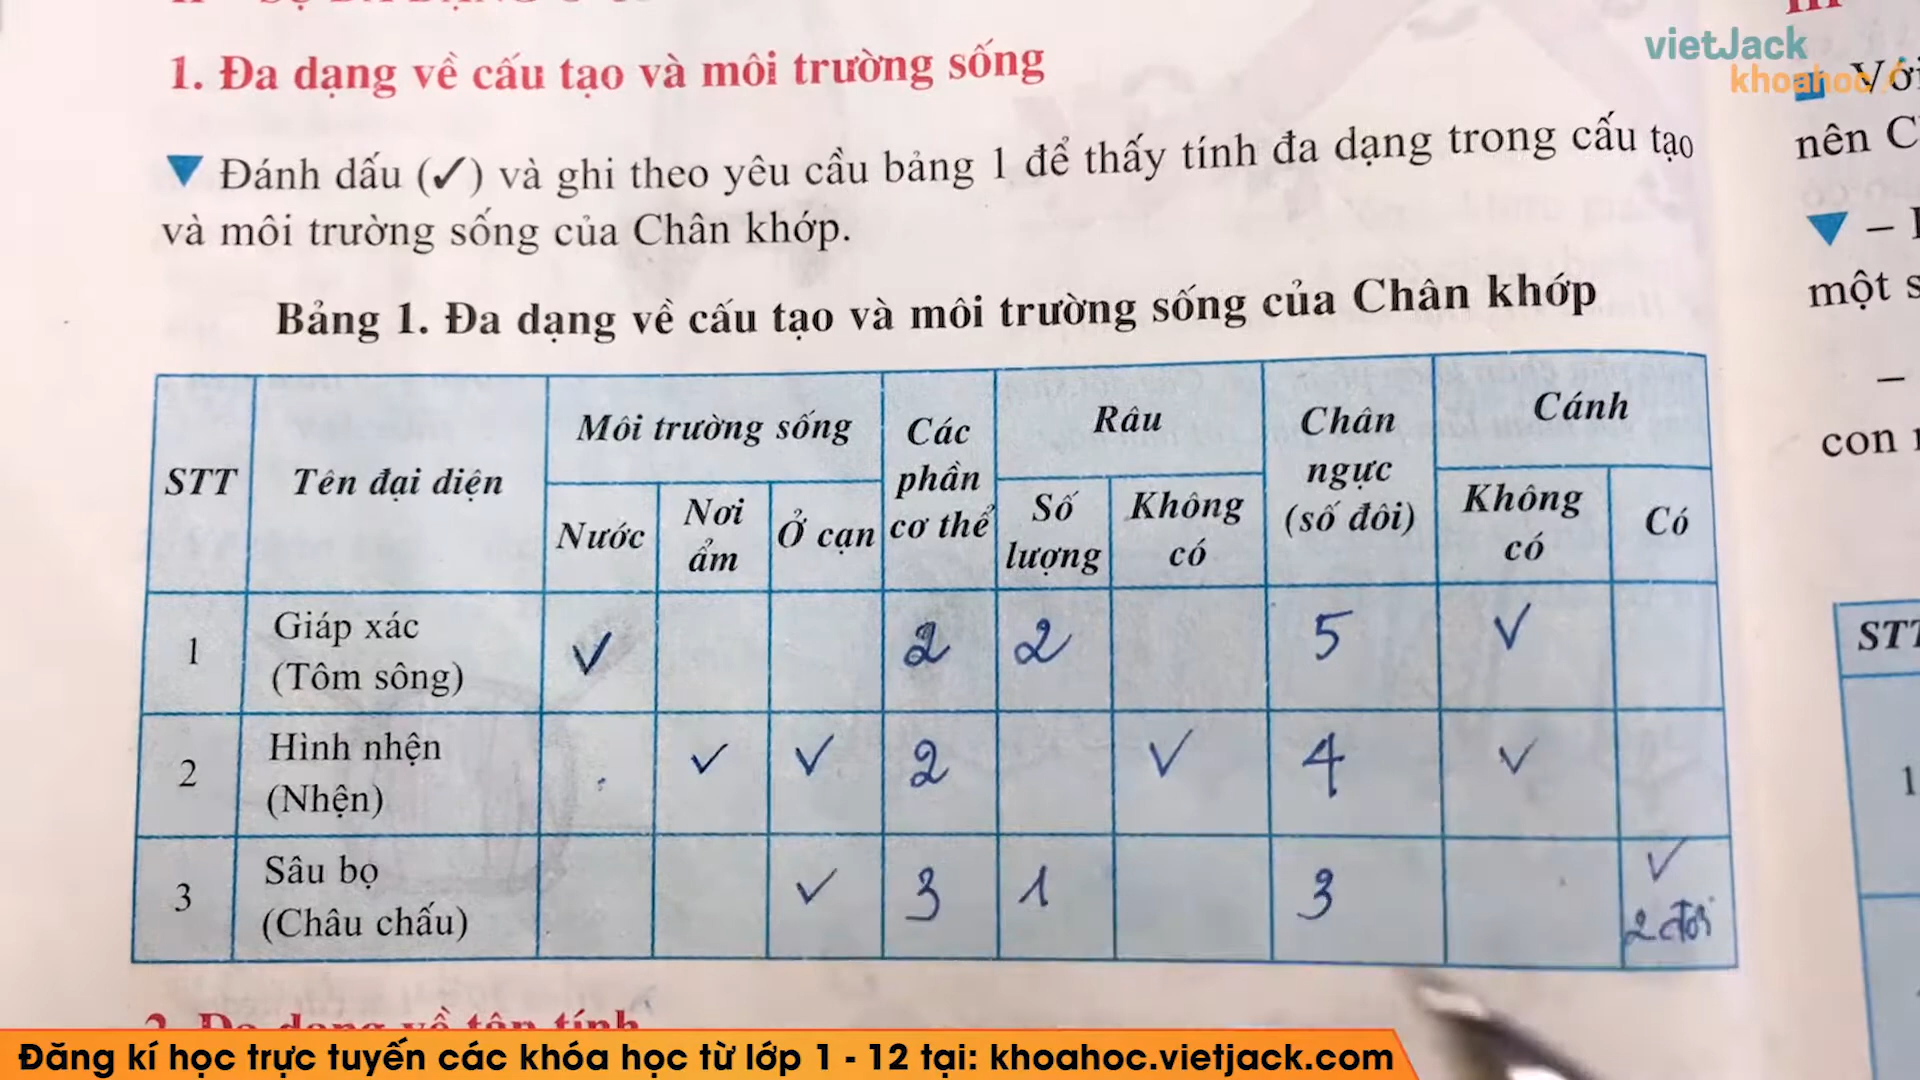 vietJack
khoahoc
1. Đa dạng về cấu tạo và môi trường sống
Đánh dấu (✓) và ghi theo yêu cầu bảng 1 để thấy tính đa dạng trong cấu tạo
và môi trường sống của Chân khớp.
Bảng 1. Đa dạng về cấu tạo và môi trường sống của Chân khớp
STT Tên đại diện Môi trường sống Các phần cơ thể Râu Chân ngực (số đôi) Cánh
Nước Nơi ẩm Ở cạn Số lượng Không có Không có Có
1 Giáp xác (Tôm sông) ✓ 2 2 5 ✓
2 Hình nhện (Nhện) ✓ ✓ 2 ✓ 4 ✓
3 Sâu bọ (Châu chấu) ✓ 3 1 3 ✓ 2 đôi
2. Đa dạng về tập tính
Với
nên
một
con
STT
1
Đăng kí học trực tuyến các khóa học từ lớp 1 - 12 tại: khoahoc.vietjack.com